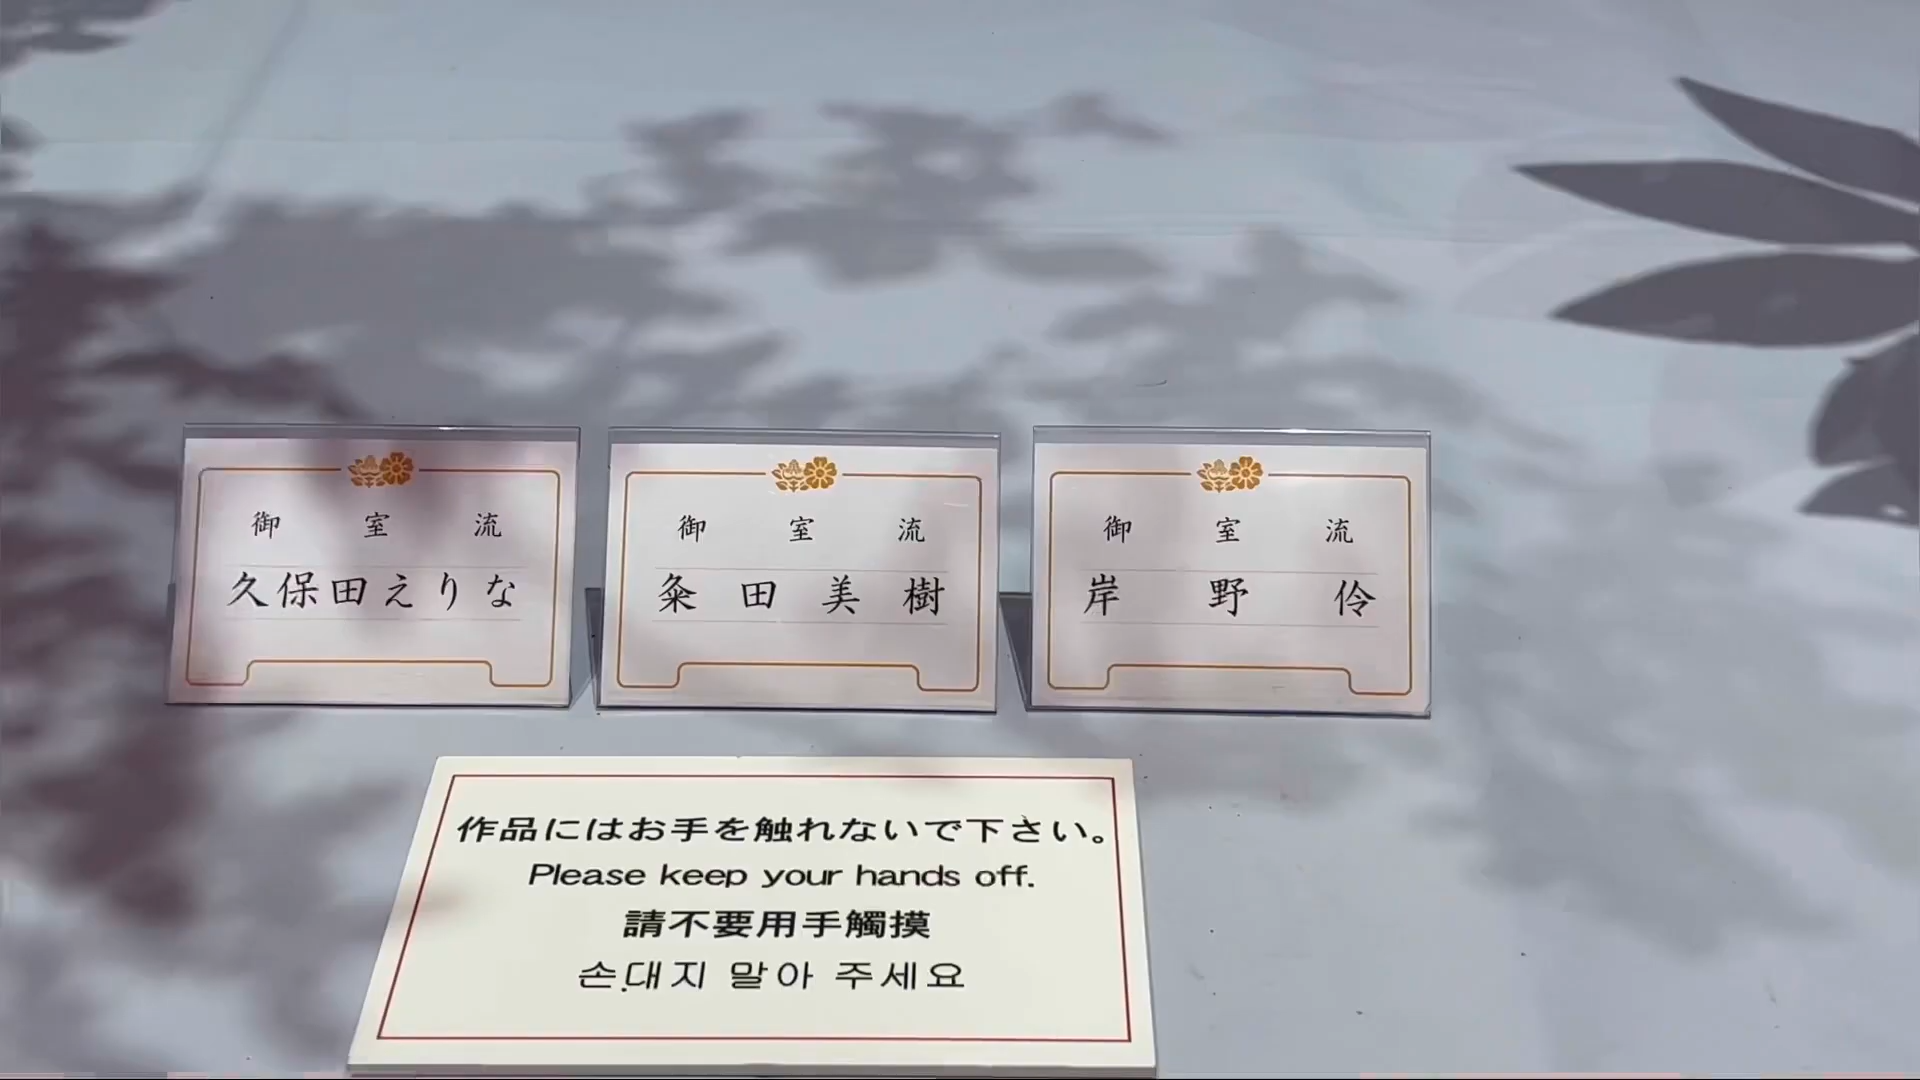 御室流
久保田えりな
御室流
粂田美樹
御室流
岸野伶
作品にはお手を触れないで下さい。
Please keep your hands off.
請不要用手觸摸
손대지 말아 주세요